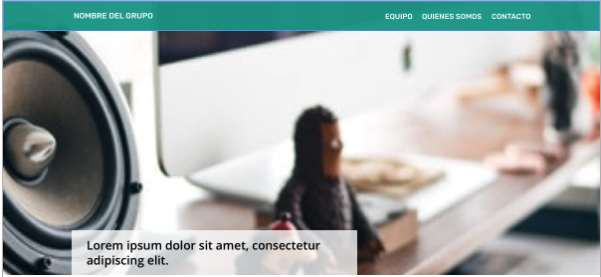 NOMBRE DEL GRUPO
EQUIPO QUIENES SOMOS CONTACTO
Lorem ipsum dolor sit amet, consectetur
adipiscing elit.